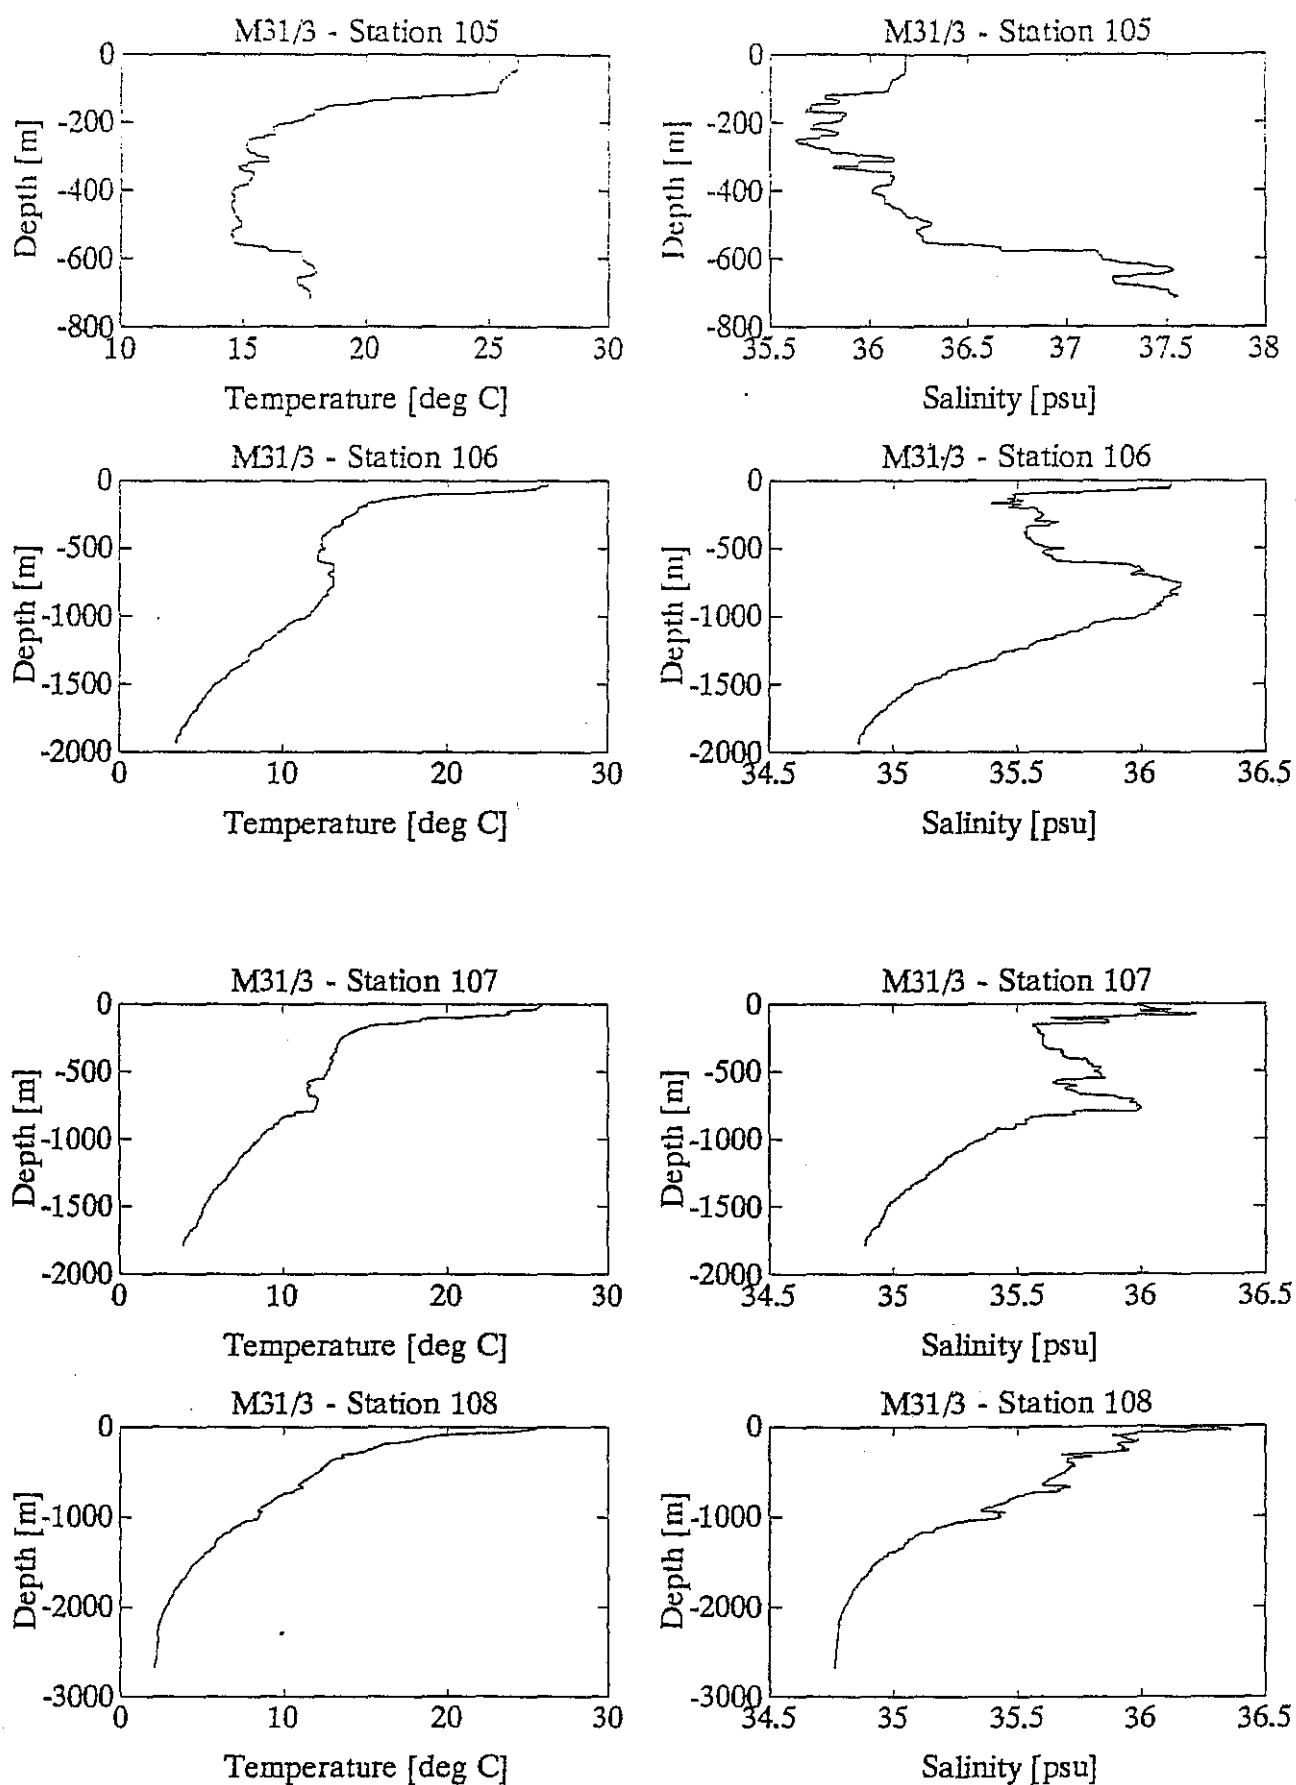 M31/3 - Station 105
0
-200
-400
-600
-800
Depth [m]
10 15 20 25 30
Temperature [deg C]
M31/3 - Station 105
0
-200
-400
-600
-800
Depth [m]
35.5 36 36.5 37 37.5 38
Salinity [psu]
M31/3 - Station 106
0
-500
-1000
-1500
-2000
Depth [m]
0 10 20 30
Temperature [deg C]
M31/3 - Station 106
0
-500
-1000
-1500
-2000
Depth [m]
34.5 35 35.5 36 36.5
Salinity [psu]
M31/3 - Station 107
0
-500
-1000
-1500
-2000
Depth [m]
0 10 20 30
Temperature [deg C]
M31/3 - Station 107
0
-500
-1000
-1500
-2000
Depth [m]
34.5 35 35.5 36 36.5
Salinity [psu]
M31/3 - Station 108
0
-1000
-2000
-3000
Depth [m]
0 10 20 30
Temperature [deg C]
M31/3 - Station 108
0
-1000
-2000
-3000
Depth [m]
34.5 35 35.5 36 36.5
Salinity [psu]